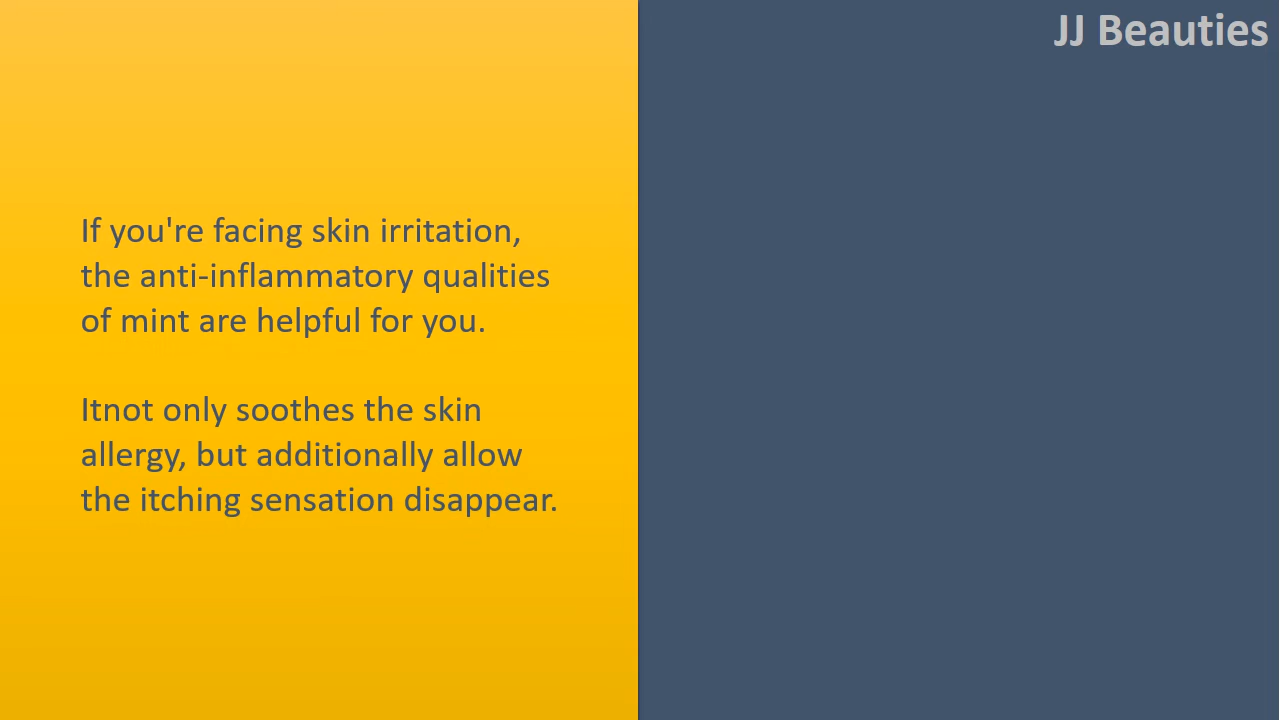 JJ Beauties
If you're facing skin irritation,
the anti-inflammatory qualities
of mint are helpful for you.
Itnot only soothes the skin
allergy, but additionally allow
the itching sensation disappear.